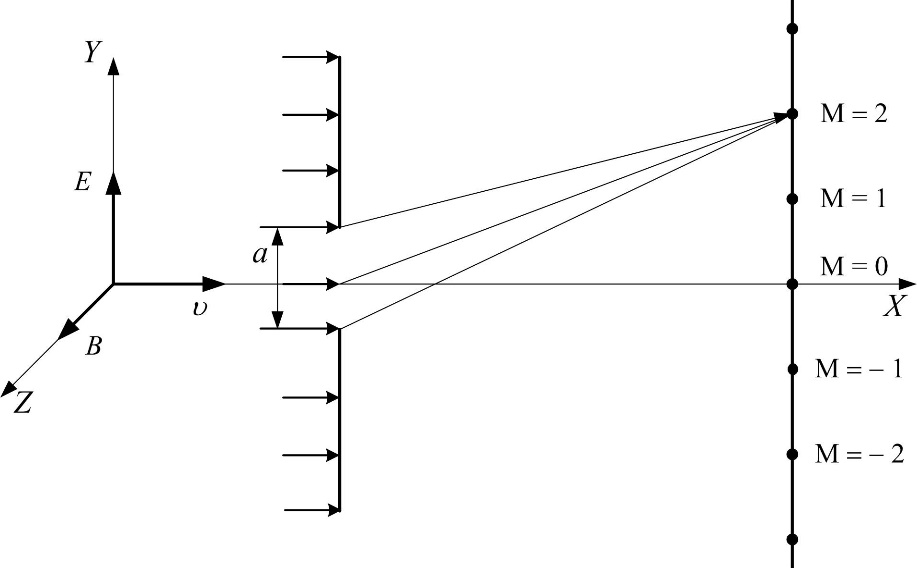 Y
E
M = 2
M = 1
a
M = 0
υ
X
B
Z
M = – 1
M = – 2